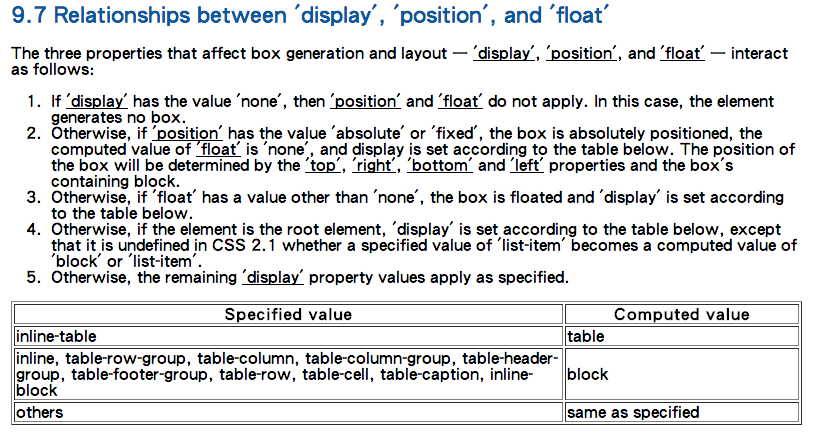 9.7 Relationships between ′display′, ′position′, and ′float′
The three properties that affect box generation and layout — ′display′, ′position′, and ′float′ — interact
as follows:
1. If ′display′ has the value ′none′, then ′position′ and ′float′ do not apply. In this case, the element
generates no box.
2. Otherwise, if ′position′ has the value ′absolute′ or ′fixed′, the box is absolutely positioned, the
computed value of ′float′ is ′none′, and display is set according to the table below. The position of
the box will be determined by the ′top′, ′right′, ′bottom′ and ′left′ properties and the box′s
containing block.
3. Otherwise, if ′float′ has a value other than ′none′, the box is floated and ′display′ is set according
to the table below.
4. Otherwise, if the element is the root element, ′display′ is set according to the table below, except
that it is undefined in CSS 2.1 whether a specified value of ′list-item′ becomes a computed value of
′block′ or ′list-item′.
5. Otherwise, the remaining ′display′ property values apply as specified.
Specified value Computed value
inline-table table
inline, table-row-group, table-column, table-column-group, table-header-
group, table-footer-group, table-row, table-cell, table-caption, inline-
block
block
others same as specified